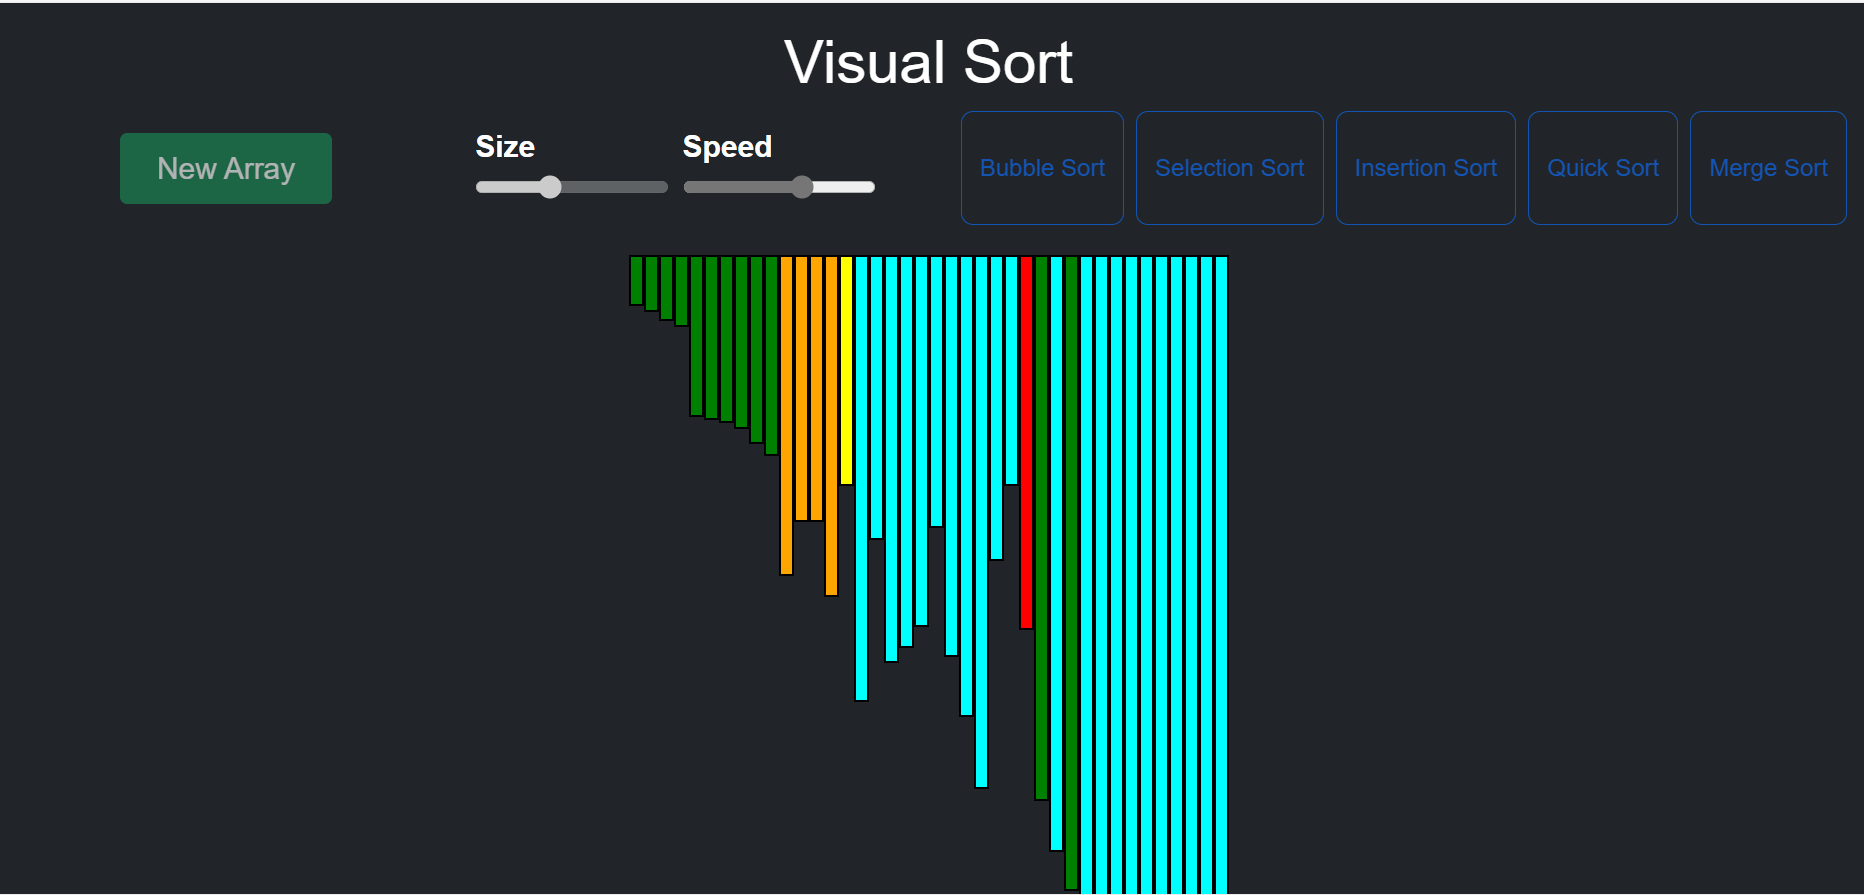 Visual Sort
New Array
Size
Speed
Bubble Sort
Selection Sort
Insertion Sort
Quick Sort
Merge Sort